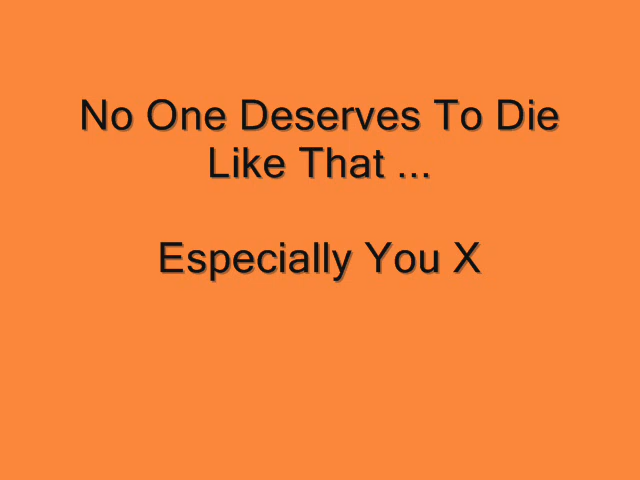 No One Deserves To Die
Like That ...
Especially You X